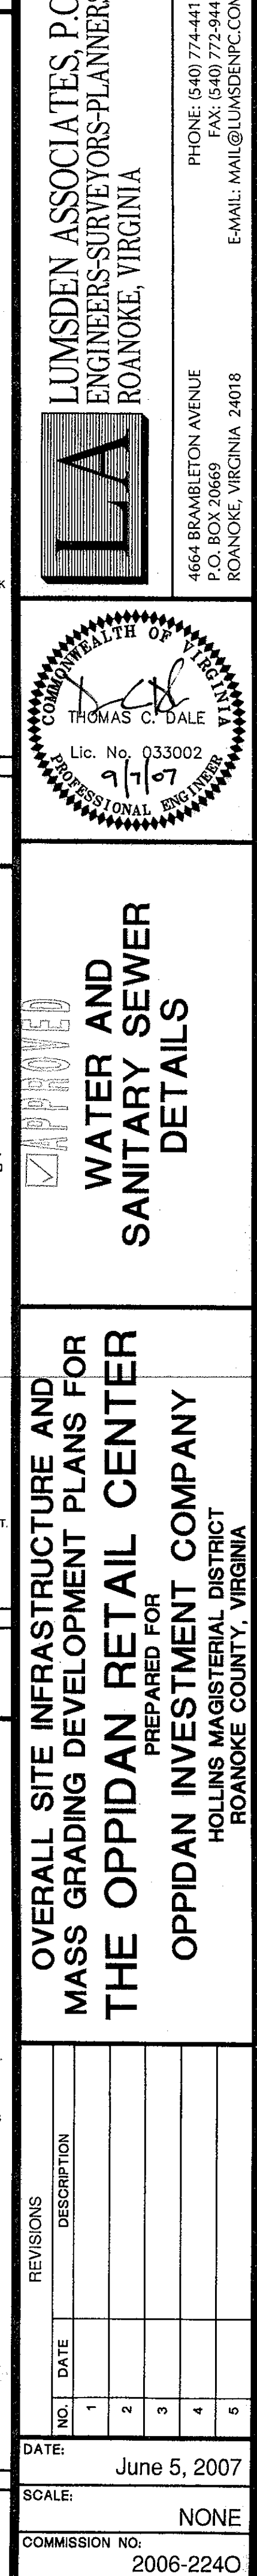 LUMSDEN ASSOCIATES, P.C
ENGINEERS-SURVEYORS-PLANNERS
ROANOKE, VIRGINIA
LA
4664 BRAMBLETON AVENUE
P.O. BOX 20669
ROANOKE, VIRGINIA 24018
PHONE: (540) 774-441
FAX: (540) 772-944
E-MAIL: MAIL@LUMSDENPC.COM
COMMONWEALTH OF VIRGINIA
THOMAS C. DALE
Lic. No. 033002
9/7/07
PROFESSIONAL ENGINEER
APPROVED
WATER AND
SANITARY SEWER
DETAILS
OVERALL SITE INFRASTRUCTURE AND
MASS GRADING DEVELOPMENT PLANS FOR
THE OPPIDAN RETAIL CENTER
PREPARED FOR
OPPIDAN INVESTMENT COMPANY
HOLLINS MAGISTERIAL DISTRICT
ROANOKE COUNTY, VIRGINIA
REVISIONS
NO. DATE DESCRIPTION
1
2
3
4
5
DATE:
June 5, 2007
SCALE:
NONE
COMMISSION NO:
2006-224O